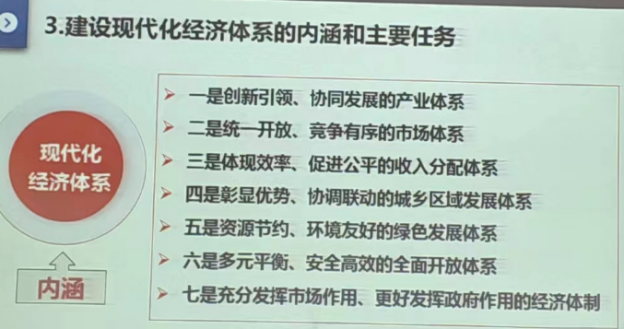 3.建设现代化经济体系的内涵和主要任务
一是创新引领、协同发展的产业体系
二是统一开放、竞争有序的市场体系
现代化
经济体系
三是体现效率、促进公平的收入分配体系
四是彰显优势、协调联动的城乡区域发展体系
五是资源节约、环境友好的绿色发展体系
六是多元平衡、安全高效的全面开放体系
内涵
七是充分发挥市场作用、更好发挥政府作用的经济体制